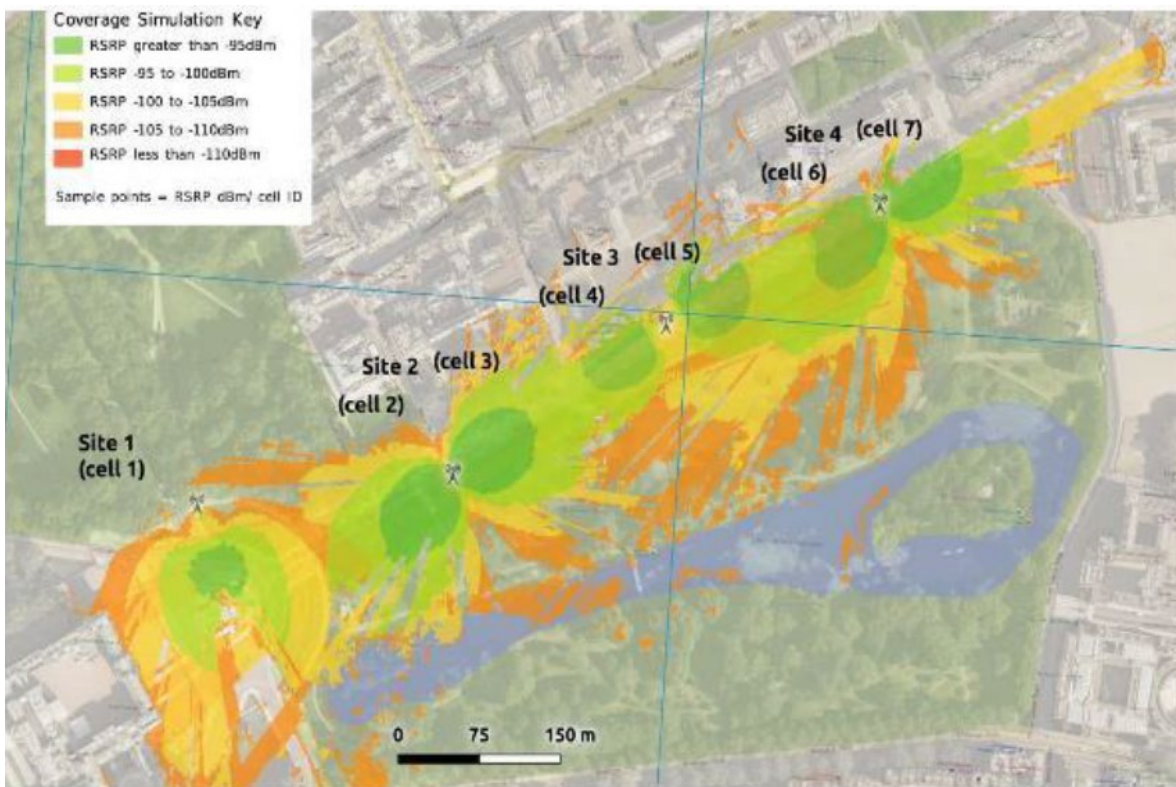 Coverage Simulation Key
RSRP greater than -95dBm
RSRP -95 to -100dBm
RSRP -100 to -105dBm
RSRP -105 to -110dBm
RSRP less than -110dBm
Sample points = RSRP dBm/ cell ID
Site 4 (cell 7)
(cell 6)
Site 3 (cell 5)
(cell 4)
Site 2 (cell 3)
(cell 2)
Site 1
(cell 1)
0 75 150 m